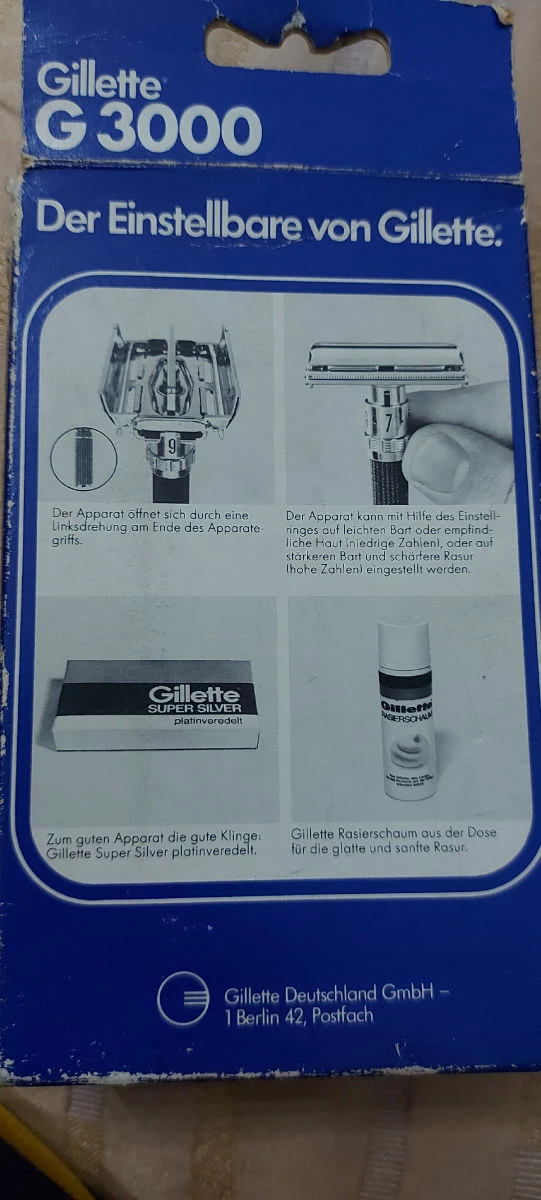 Gillette
G 3000
Der Einstellbare von Gillette.
9
7
Der Apparat öffnet sich durch eine
Linksdrehung am Ende des Apparate-
griffs.
Der Apparat kann mit Hilfe des Einstell-
ringes auf leichten Bart oder empfind-
liche Haut (niedrige Zahlen), oder auf
stärkeren Bart und schärfere Rasur
(hohe Zahlen) eingestellt werden.
Gillette
SUPER SILVER
platinveredelt
Gillette
RASIERSCHAUM
Zum guten Apparat die gute Klinge:
Gillette Super Silver platinveredelt.
Gillette Rasierschaum aus der Dose
für die glatte und sanfte Rasur.
Gillette Deutschland GmbH –
1 Berlin 42, Postfach